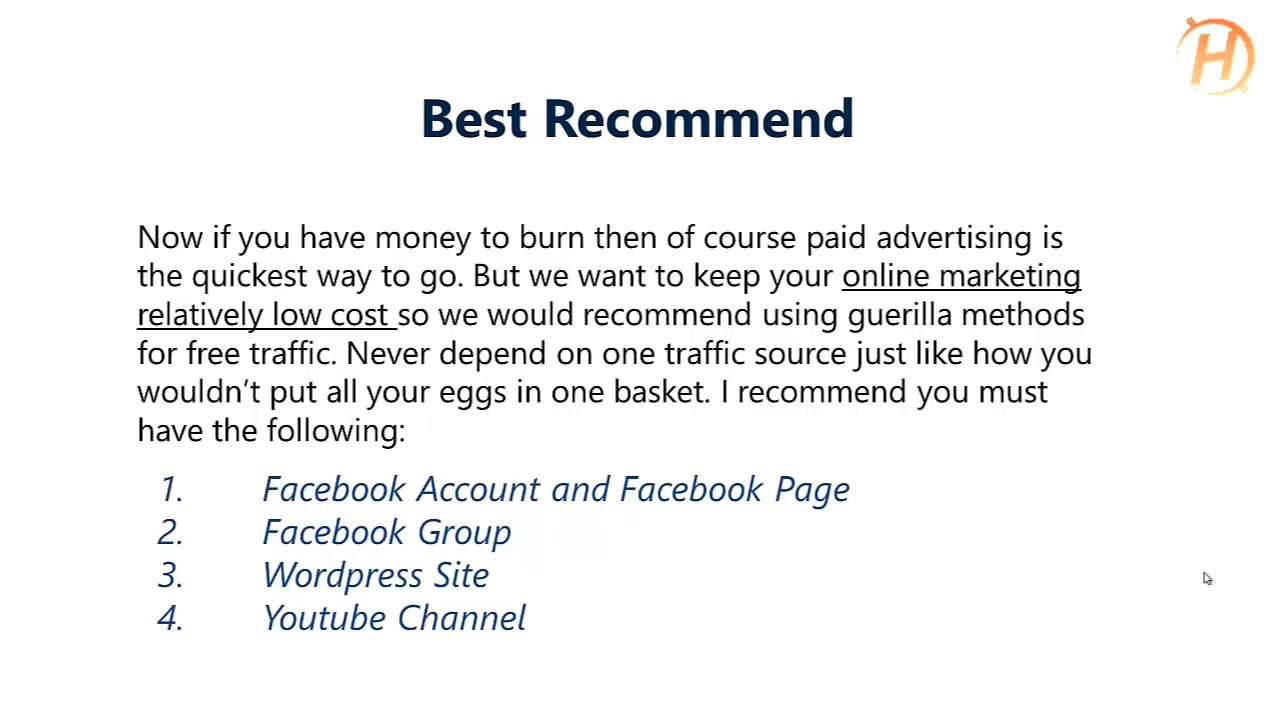 H
Best Recommend
Now if you have money to burn then of course paid advertising is
the quickest way to go. But we want to keep your online marketing
relatively low cost so we would recommend using guerilla methods
for free traffic. Never depend on one traffic source just like how you
wouldn’t put all your eggs in one basket. I recommend you must
have the following:
1. Facebook Account and Facebook Page
2. Facebook Group
3. Wordpress Site
4. Youtube Channel